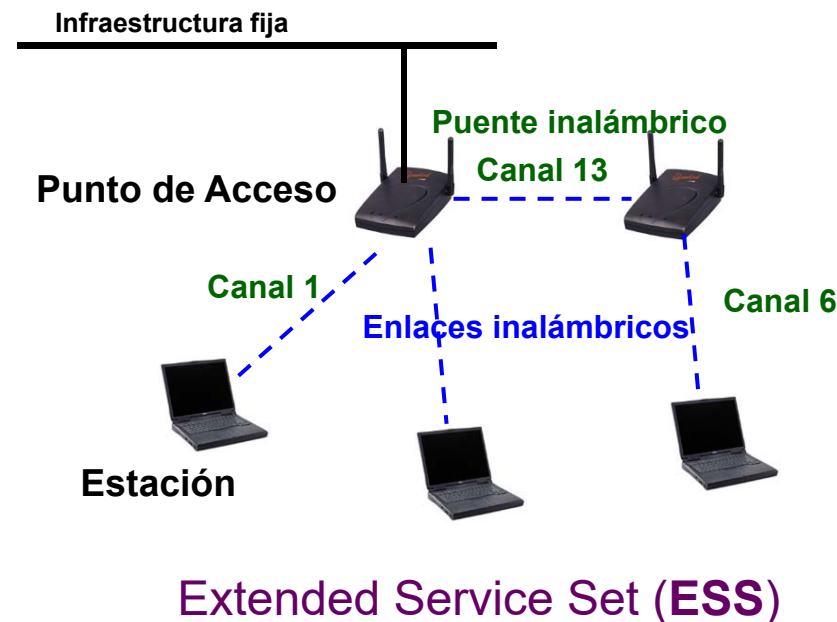 Infraestructura fija
Puente inalámbrico
Canal 13
Punto de Acceso
Canal 1
Canal 6
Enlaces inalámbricos
Estación
Extended Service Set (ESS)